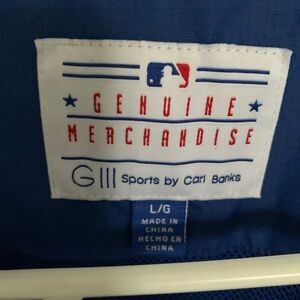 GENUINE
MERCHANDISE
GIII Sports by Carl Banks
L/G
MADE IN
CHINA
HECHO EN
CHINA